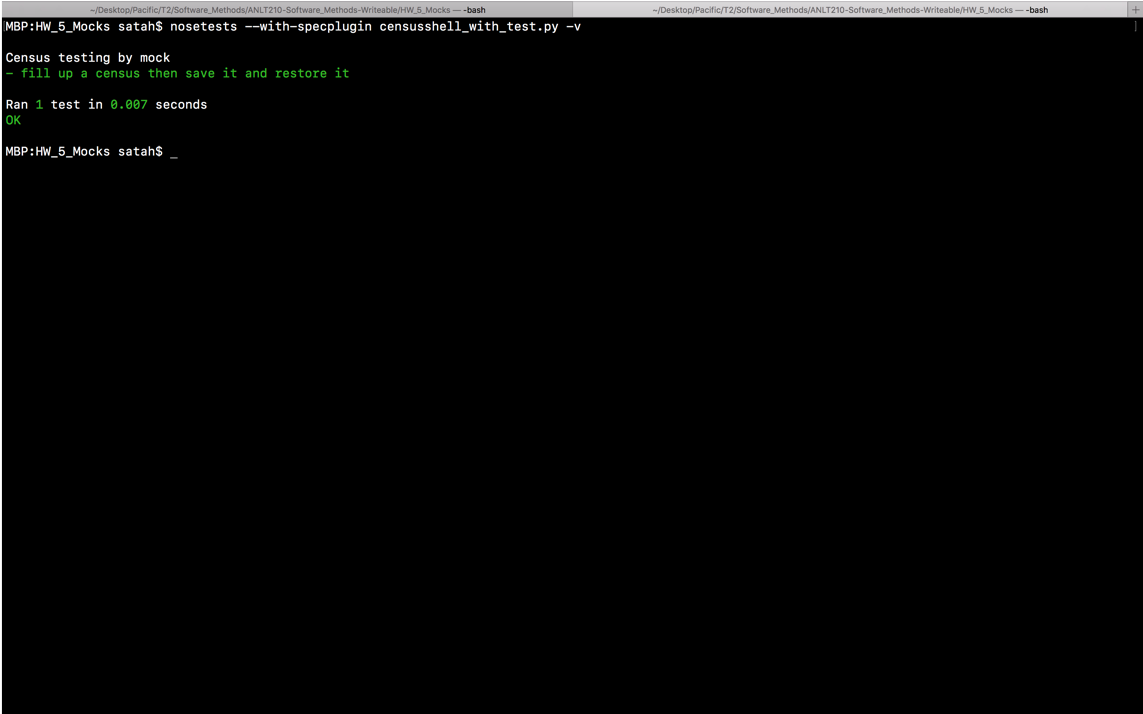 ~/Desktop/Pacific/T2/Software_Methods/ANLT210-Software_Methods-Writeable/HW_5_Mocks — -bash
~/Desktop/Pacific/T2/Software_Methods/ANLT210-Software_Methods-Writeable/HW_5_Mocks — -bash
+
MBP:HW_5_Mocks satah$ nosetests --with-specplugin censusshell_with_test.py -v
Census testing by mock
- fill up a census then save it and restore it
Ran 1 test in 0.007 seconds
OK
MBP:HW_5_Mocks satah$ _